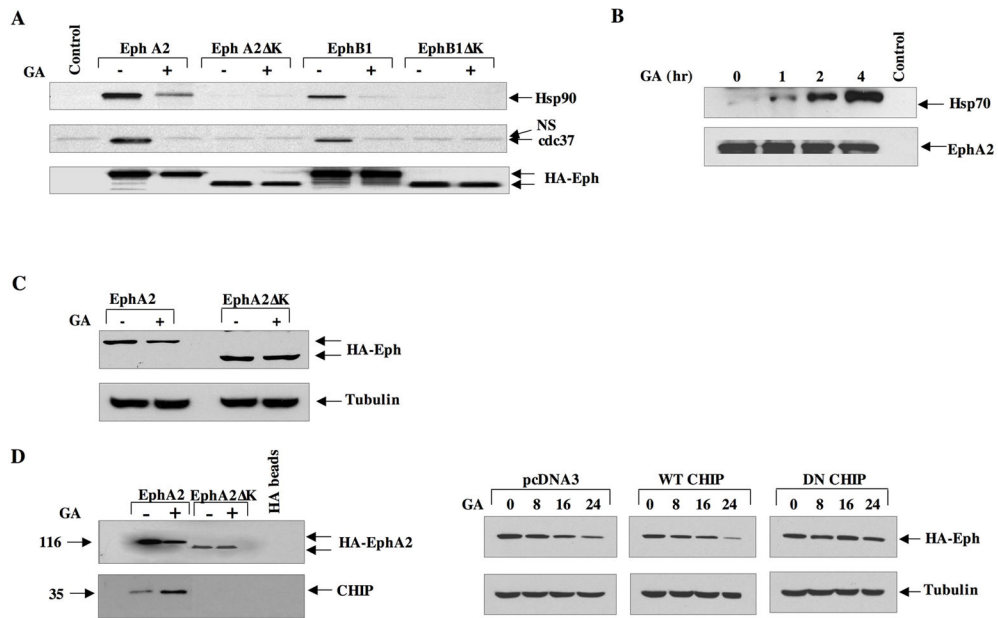 A
Control
Eph A2
Eph A2ΔK
EphB1
EphB1ΔK
GA
- + - + - + - +
Hsp90
NS
cdc37
HA-Eph
B
GA (hr) 0 1 2 4
Control
Hsp70
EphA2
C
EphA2
EphA2ΔK
GA
- + - +
HA-Eph
Tubulin
D
EphA2
EphA2ΔK
HA beads
GA
- + - +
116
HA-EphA2
35
CHIP
pcDNA3
WT CHIP
DN CHIP
GA 0 8 16 24 0 8 16 24 0 8 16 24
HA-Eph
Tubulin